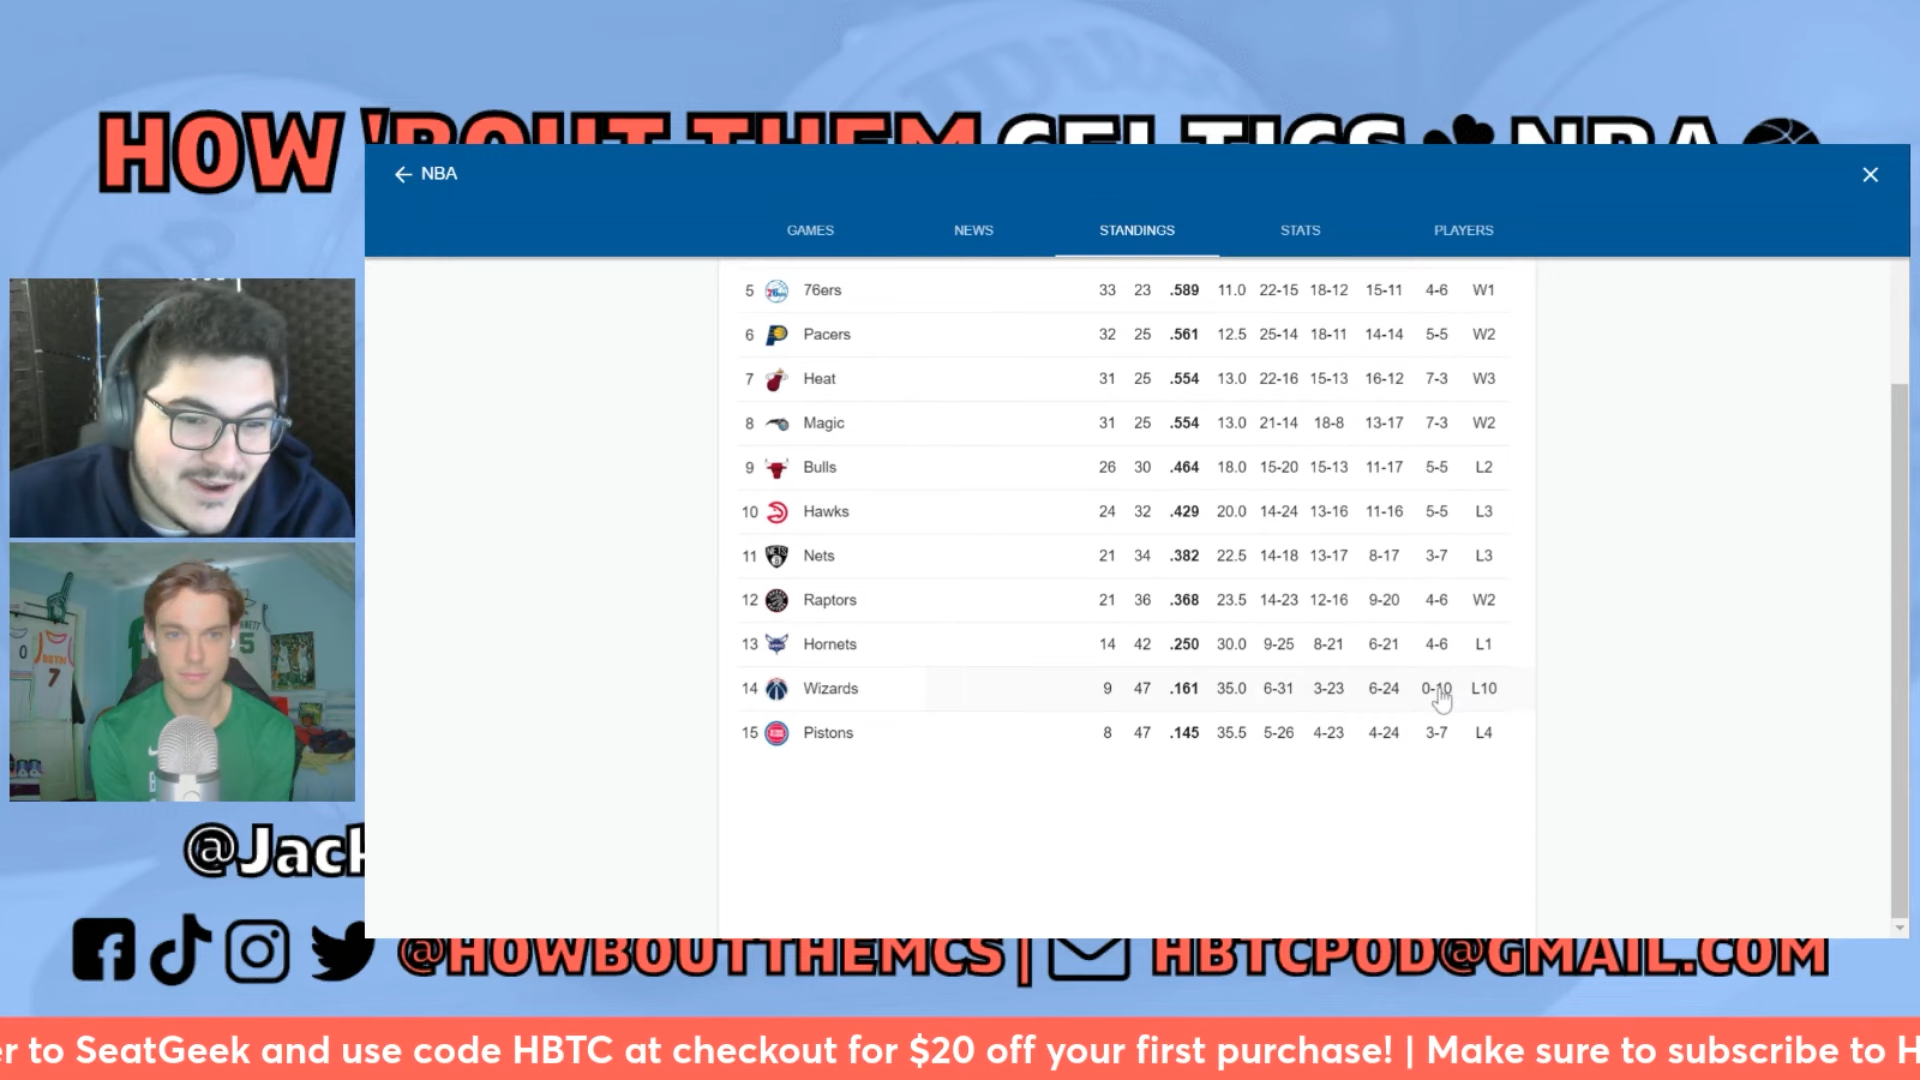 HOW 'BOUT THEM CELTICS NBA
← NBA ×
GAMES NEWS STANDINGS STATS PLAYERS
5 76ers 33 23 .589 11.0 22-15 18-12 15-11 4-6 W1
6 Pacers 32 25 .561 12.5 25-14 18-11 14-14 5-5 W2
7 Heat 31 25 .554 13.0 22-16 15-13 16-12 7-3 W3
8 Magic 31 25 .554 13.0 21-14 18-8 13-17 7-3 W2
9 Bulls 26 30 .464 18.0 15-20 15-13 11-17 5-5 L2
10 Hawks 24 32 .429 20.0 14-24 13-16 11-16 5-5 L3
11 Nets 21 34 .382 22.5 14-18 13-17 8-17 3-7 L3
12 Raptors 21 36 .368 23.5 14-23 12-16 9-20 4-6 W2
13 Hornets 14 42 .250 30.0 9-25 8-21 6-21 4-6 L1
14 Wizards 9 47 .161 35.0 6-31 3-23 6-24 0-10 L10
15 Pistons 8 47 .145 35.5 5-26 4-23 4-24 3-7 L4
0
7
5
@Jack
@HOWBOUTTHEMCS | HBTCPOD@GMAIL.COM
er to SeatGeek and use code HBTC at checkout for $20 off your first purchase! | Make sure to subscribe to H